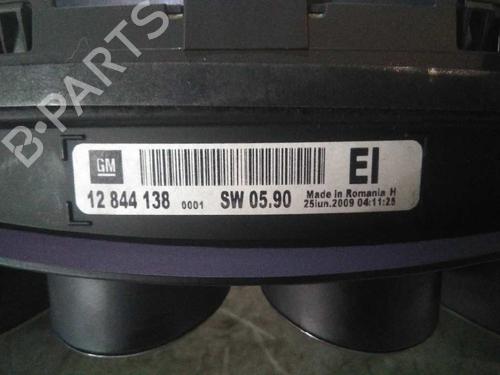 B-PARTS
GM
EI
12 844 138 0001 SW 05.90
Made in Romania H
25iun.2009 04:11:25